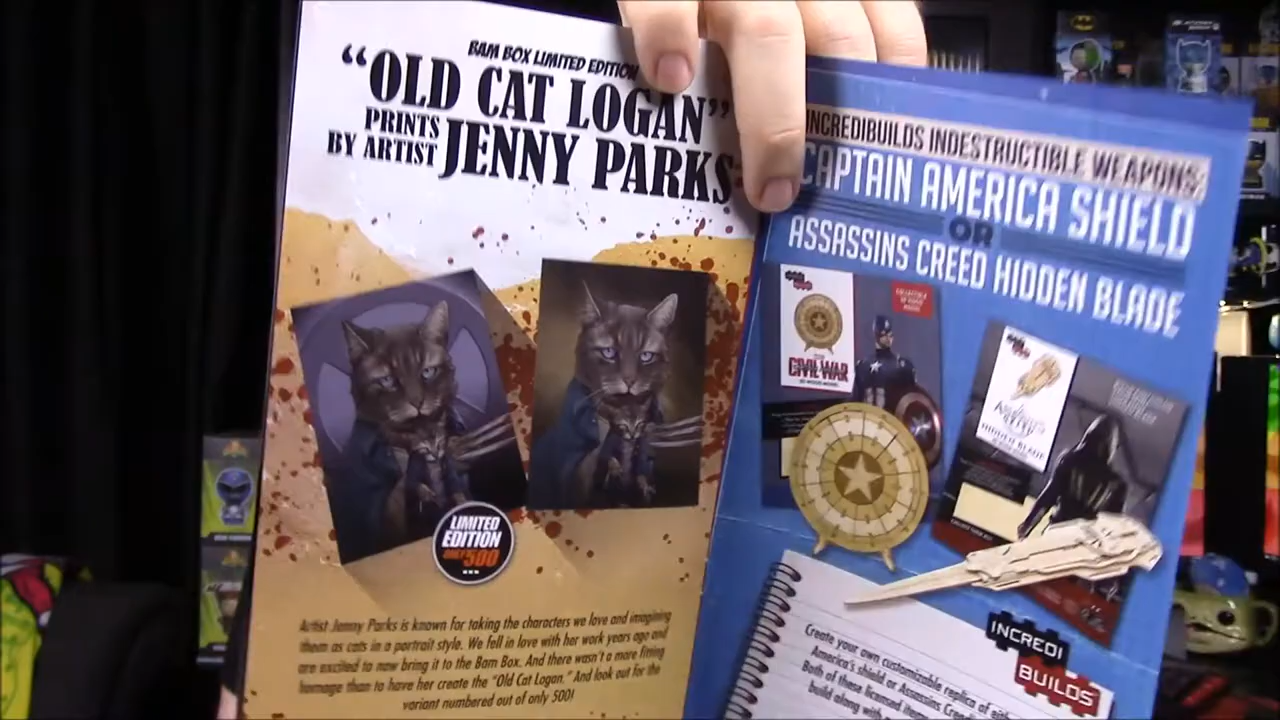 BAM BOX LIMITED EDITION
"OLD CAT LOGAN"
PRINTS
BY ARTIST JENNY PARKS
LIMITED
EDITION
ONLY 500
Artist Jenny Parks is known for taking the characters we love and imagining
them as cats in a portrait style. We fell in love with her work years ago and
are excited to now bring it to the Bam Box. And there wasn't a more fitting
homage than to have her create the "Old Cat Logan." And look out for the
variant numbered out of only 500!
INCREDIBUILDS INDESTRUCTIBLE WEAPONS:
CAPTAIN AMERICA SHIELD
OR
ASSASSINS CREED HIDDEN BLADE
CIVIL WAR
HIDDEN BLADE
INCREDI
BUILDS
Create your own customizable replica of
America's shield or Assassins Creed
Both of these licensed
build along with